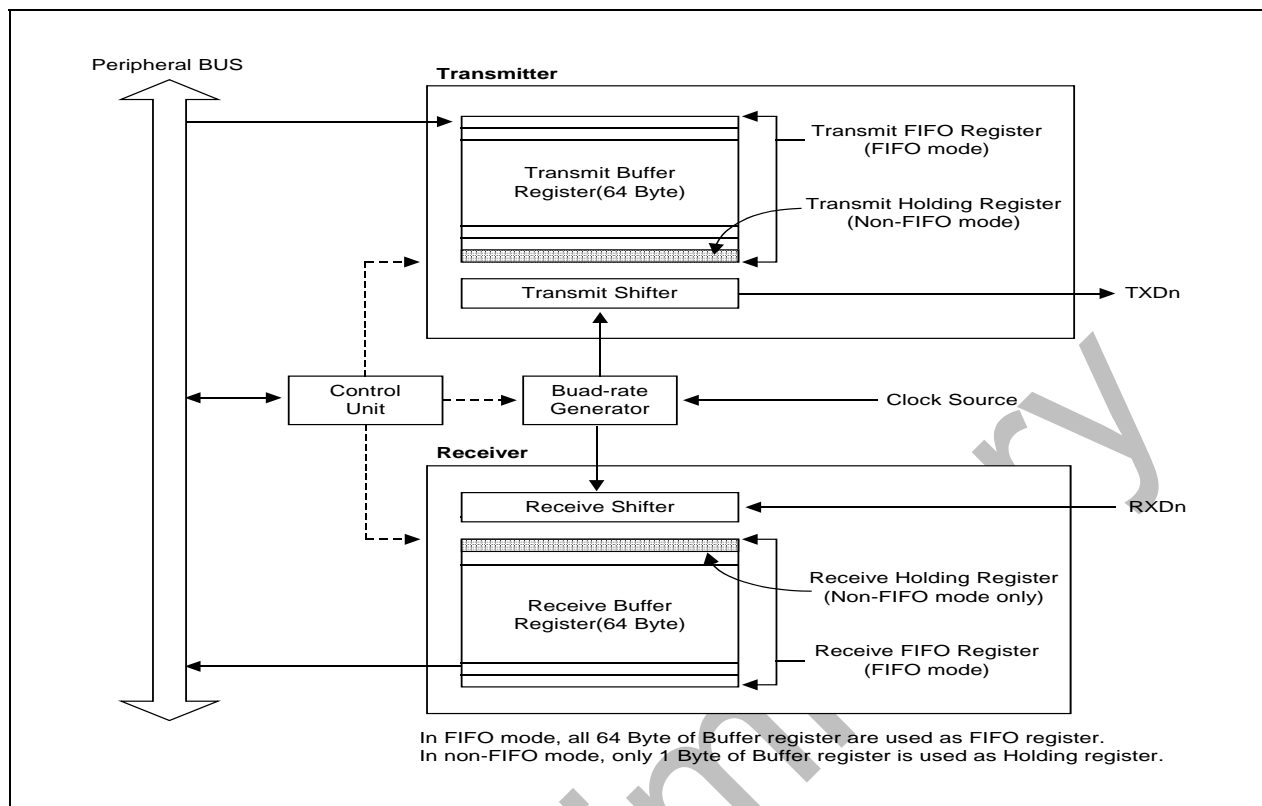 Peripheral BUS
Transmitter
Transmit Buffer
Register(64 Byte)
Transmit FIFO Register
(FIFO mode)
Transmit Holding Register
(Non-FIFO mode)
Transmit Shifter
TXDn
Control
Unit
Buad-rate
Generator
Clock Source
Receiver
Receive Shifter
RXDn
Receive Holding Register
(Non-FIFO mode only)
Receive Buffer
Register(64 Byte)
Receive FIFO Register
(FIFO mode)
In FIFO mode, all 64 Byte of Buffer register are used as FIFO register.
In non-FIFO mode, only 1 Byte of Buffer register is used as Holding register.